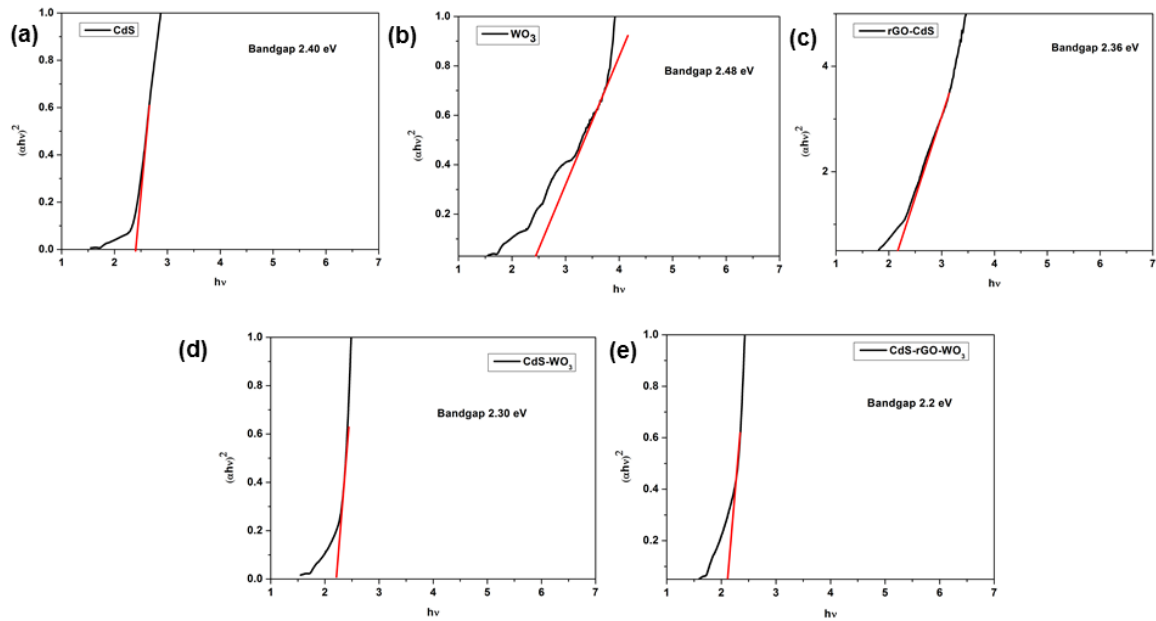 (a)
CdS
Bandgap 2.40 eV
1.0
0.8
0.6
0.4
0.2
0.0
(αhν)²
1 2 3 4 5 6 7
hν
(b)
WO₃
Bandgap 2.48 eV
1.0
0.8
0.6
0.4
0.2
(αhν)²
1 2 3 4 5 6 7
hν
(c)
rGO-CdS
Bandgap 2.36 eV
4
2
(αhν)²
1 2 3 4 5 6 7
hν
(d)
CdS-WO₃
Bandgap 2.30 eV
1.0
0.8
0.6
0.4
0.2
0.0
(αhν)²
1 2 3 4 5 6 7
hν
(e)
CdS-rGO-WO₃
Bandgap 2.2 eV
1.0
0.8
0.6
0.4
0.2
(αhν)²
1 2 3 4 5 6 7
hν